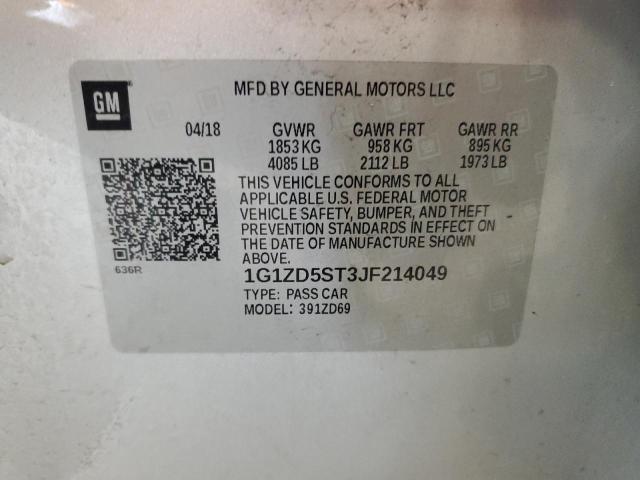 GM
MFD BY GENERAL MOTORS LLC
04/18 GVWR GAWR FRT GAWR RR
1853 KG 958 KG 895 KG
4085 LB 2112 LB 1973 LB
THIS VEHICLE CONFORMS TO ALL
APPLICABLE U.S. FEDERAL MOTOR
VEHICLE SAFETY, BUMPER, AND THEFT
PREVENTION STANDARDS IN EFFECT ON
THE DATE OF MANUFACTURE SHOWN
ABOVE.
636R
1G1ZD5ST3JF214049
TYPE: PASS CAR
MODEL: 391ZD69